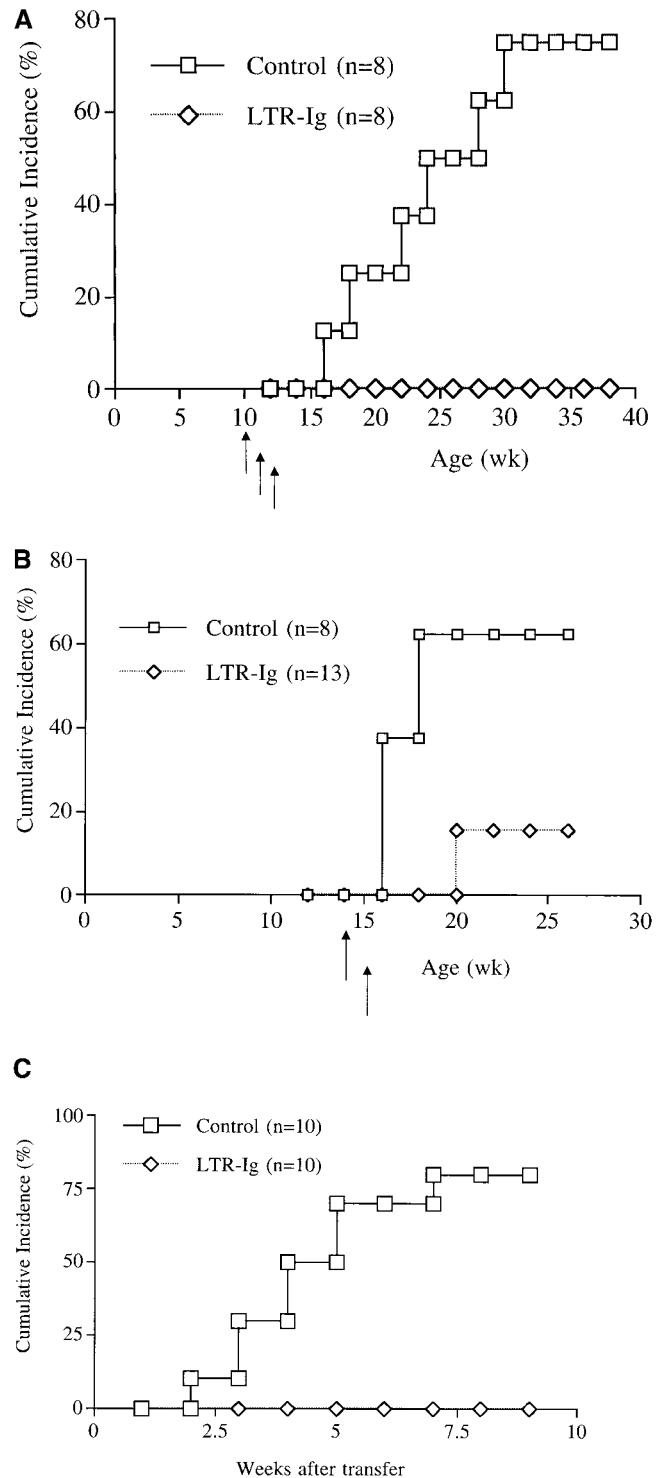 A
Cumulative Incidence (%)
80
60
40
20
0
Control (n=8)
LTR-Ig (n=8)
0 5 10 15 20 25 30 35 40
Age (wk)
B
Cumulative Incidence (%)
80
60
40
20
0
Control (n=8)
LTR-Ig (n=13)
0 5 10 15 20 25 30
Age (wk)
C
Cumulative Incidence (%)
100
75
50
25
0
Control (n=10)
LTR-Ig (n=10)
0 2.5 5 7.5 10
Weeks after transfer